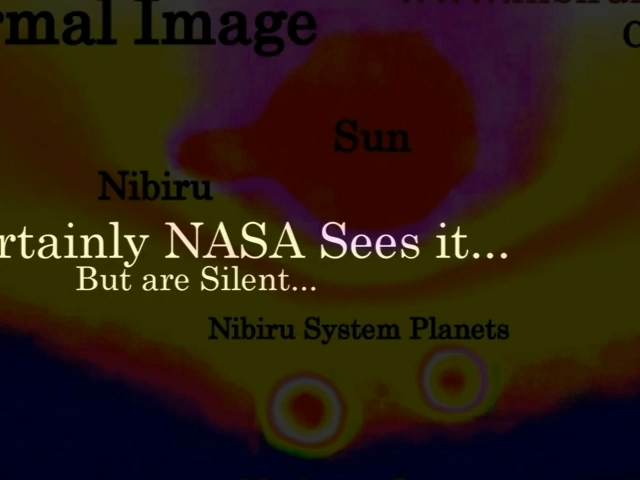 rmal Image
Sun
Nibiru
rtainly NASA Sees it...
But are Silent...
Nibiru System Planets